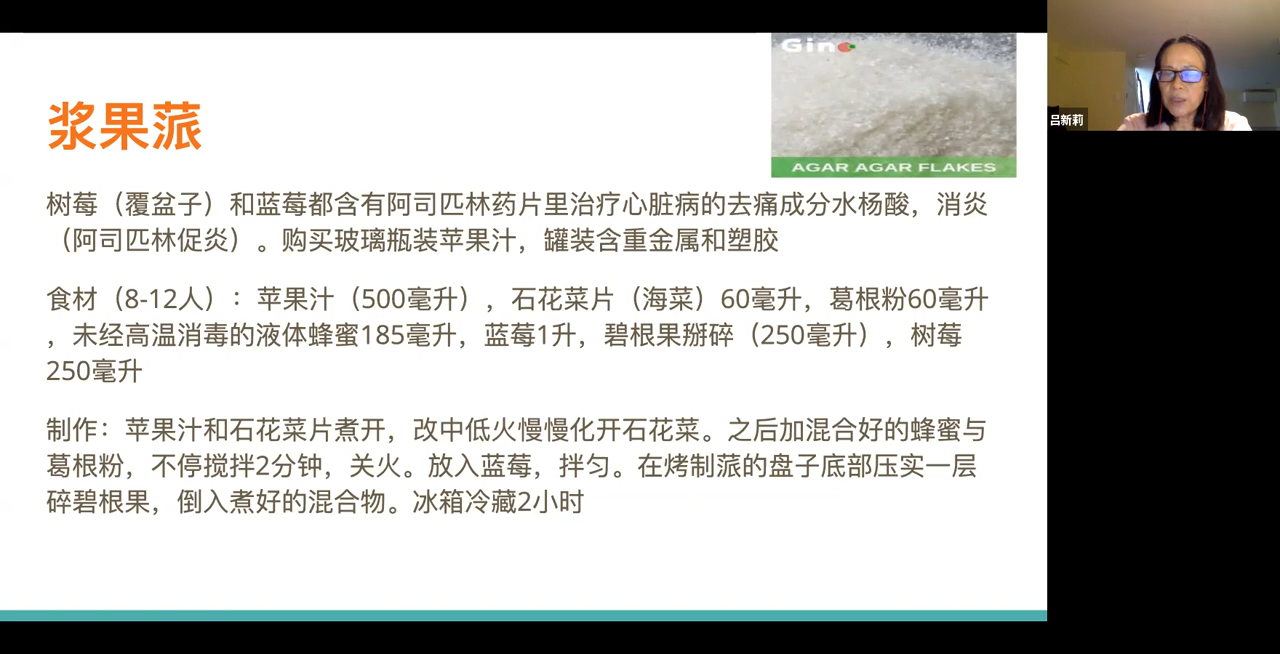 Gino
AGAR AGAR FLAKES
吕新莉
浆果蒎
树莓（覆盆子）和蓝莓都含有阿司匹林药片里治疗心脏病的去痛成分水杨酸，消炎
（阿司匹林促炎）。购买玻璃瓶装苹果汁，罐装含重金属和塑胶
食材（8-12人）：苹果汁（500毫升），石花菜片（海菜）60毫升，葛根粉60毫升
，未经高温消毒的液体蜂蜜185毫升，蓝莓1升，碧根果掰碎（250毫升），树莓
250毫升
制作：苹果汁和石花菜片煮开，改中低火慢慢化开石花菜。之后加混合好的蜂蜜与
葛根粉，不停搅拌2分钟，关火。放入蓝莓，拌匀。在烤制蒎的盘子底部压实一层
碎碧根果，倒入煮好的混合物。冰箱冷藏2小时